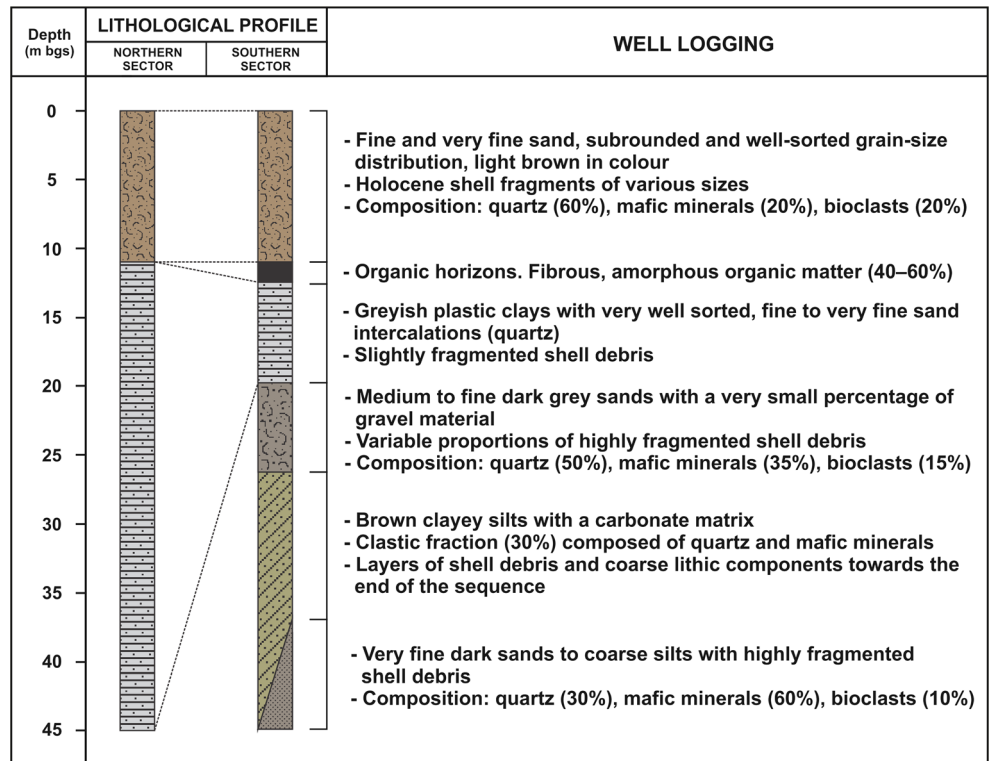 Depth
(m bgs)
LITHOLOGICAL PROFILE
NORTHERN
SECTOR
SOUTHERN
SECTOR
WELL LOGGING
0
5
10
15
20
25
30
35
40
45
- Fine and very fine sand, subrounded and well-sorted grain-size
distribution, light brown in colour
- Holocene shell fragments of various sizes
- Composition: quartz (60%), mafic minerals (20%), bioclasts (20%)
- Organic horizons. Fibrous, amorphous organic matter (40–60%)
- Greyish plastic clays with very well sorted, fine to very fine sand
intercalations (quartz)
- Slightly fragmented shell debris
- Medium to fine dark grey sands with a very small percentage of
gravel material
- Variable proportions of highly fragmented shell debris
- Composition: quartz (50%), mafic minerals (35%), bioclasts (15%)
- Brown clayey silts with a carbonate matrix
- Clastic fraction (30%) composed of quartz and mafic minerals
- Layers of shell debris and coarse lithic components towards the
end of the sequence
- Very fine dark sands to coarse silts with highly fragmented
shell debris
- Composition: quartz (30%), mafic minerals (60%), bioclasts (10%)